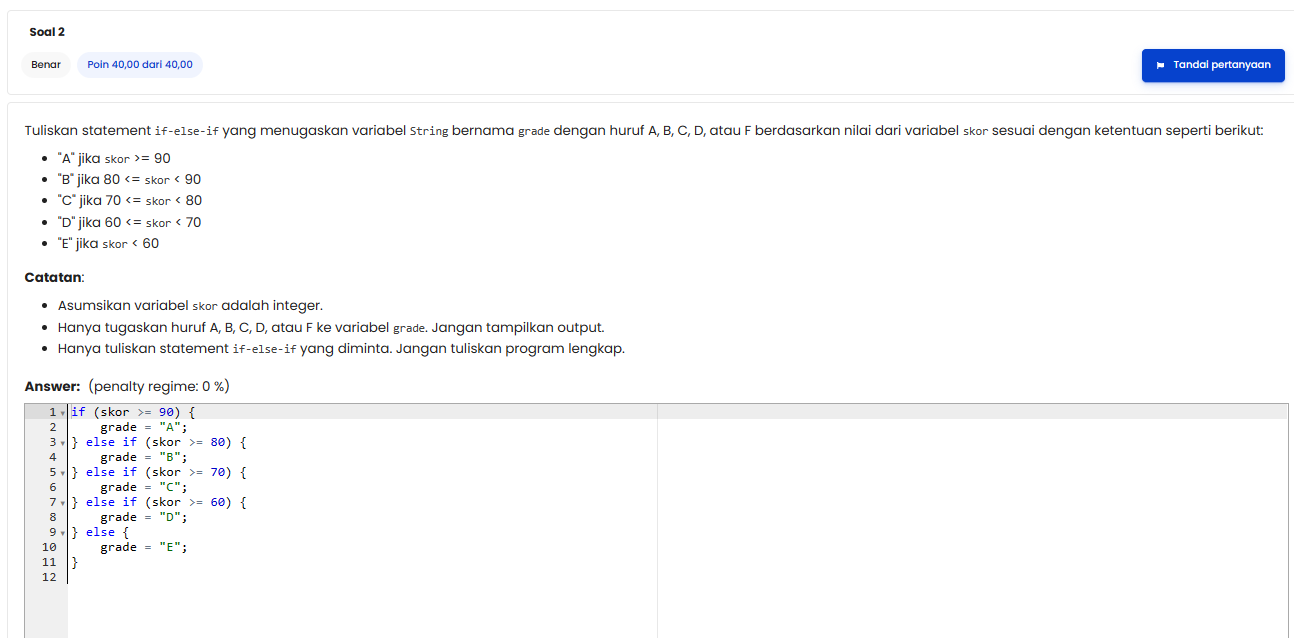 Soal 2
Benar
Poin 40,00 dari 40,00
Tandai pertanyaan
Tuliskan statement if-else-if yang menugaskan variabel String bernama grade dengan huruf A, B, C, D, atau F berdasarkan nilai dari variabel skor sesuai dengan ketentuan seperti berikut:
• "A" jika skor >= 90
• "B" jika 80 <= skor < 90
• "C" jika 70 <= skor < 80
• "D" jika 60 <= skor < 70
• "E" jika skor < 60
Catatan:
• Asumsikan variabel skor adalah integer.
• Hanya tugaskan huruf A, B, C, D, atau F ke variabel grade. Jangan tampilkan output.
• Hanya tuliskan statement if-else-if yang diminta. Jangan tuliskan program lengkap.
Answer: (penalty regime: 0 %)
1 if (skor >= 90) {
2     grade = "A";
3 } else if (skor >= 80) {
4     grade = "B";
5 } else if (skor >= 70) {
6     grade = "C";
7 } else if (skor >= 60) {
8     grade = "D";
9 } else {
10     grade = "E";
11 }
12